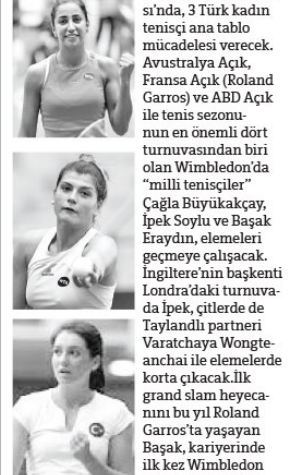 sı'nda, 3 Türk kadın
tenisçi ana tablo
mücadelesi verecek.
Avustralya Açık,
Fransa Açık (Roland
Garros) ve ABD Açık
ile tenis sezonu-
nun en önemli dört
turnuvasından biri
olan Wimbledon'da
“milli tenisçiler”
Çağla Büyükakçay,
İpek Soylu ve Başak
Eraydın, elemeleri
geçmeye çalışacak.
İngiltere'nin başkenti
Londra'daki turnuva-
da İpek, çitlerde de
Taylandlı partneri
Varatchaya Wongte-
anchai ile elemelerde
korta çıkacak.İlk
grand slam heyeca-
nını bu yıl Roland
Garros'ta yaşayan
Başak, kariyerinde
ilk kez Wimbledon